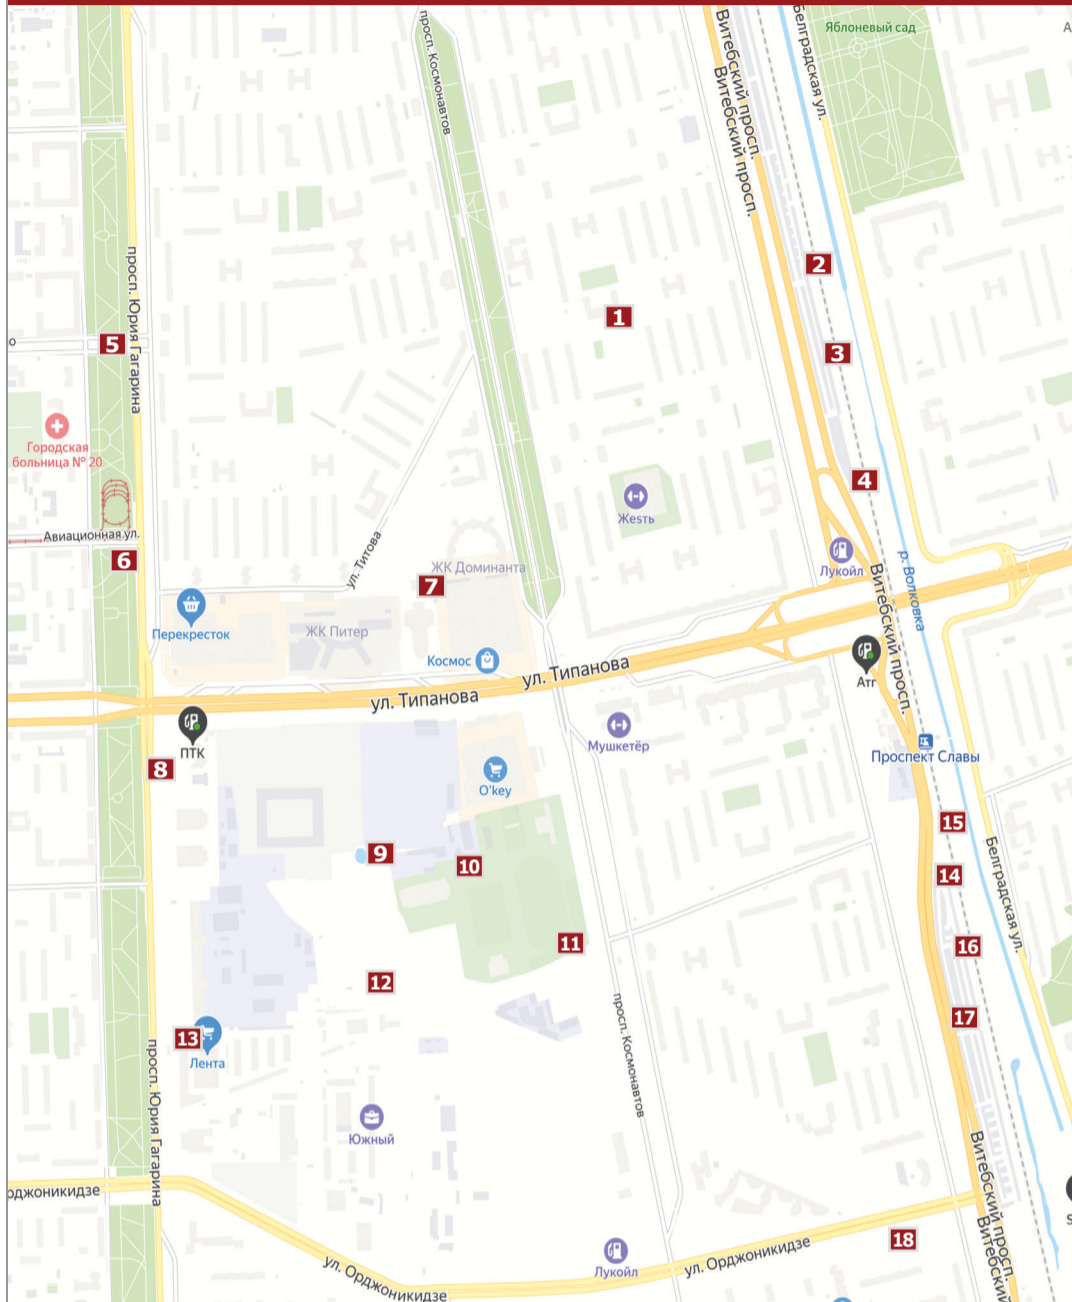 просп. Космонавтов
Витебский просп.
Витебский просп.
Белградская ул.
Яблоневый сад
А
2
1
просп. Юрия Гагарина
5
о
3
Городская
больница № 20
4
Жеsть
Авиационная ул.
6
ул. Титова
ЖК Доминанта
7
Лукойл
р. Волковка
Витебский просп.
Перекресток
ЖК Питер
Космос
ул. Типанова
ул. Типанова
Атг
ПТК
Мушкетёр
Проспект Славы
8
O'key
15
9
10
14
Белградская ул.
11
16
12
просп. Космонавтов
17
13
Лента
просп. Юрия Гагарина
Южный
Витебский просп.
Витебский
рджоникидзе
S
18
ул. Орджоникидзе
Лукойл
ул. Орджоникидзе